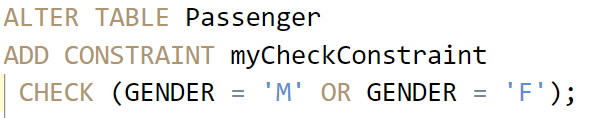 ALTER TABLE Passenger
ADD CONSTRAINT myCheckConstraint
CHECK (GENDER = 'M' OR GENDER = 'F');